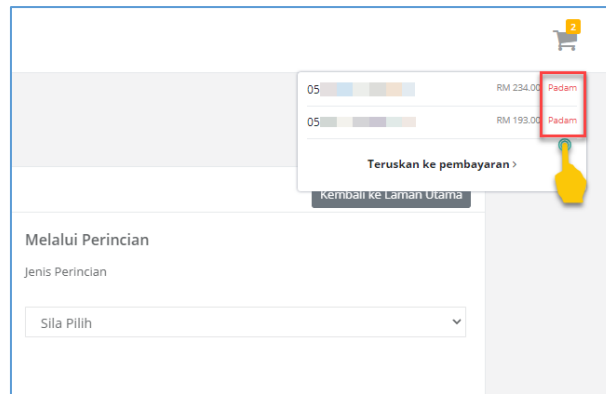 2
05 RM 234.00 Padam
05 RM 193.00 Padam
Teruskan ke pembayaran >
Kembali ke Laman Utama
Melalui Perincian
Jenis Perincian
Sila Pilih